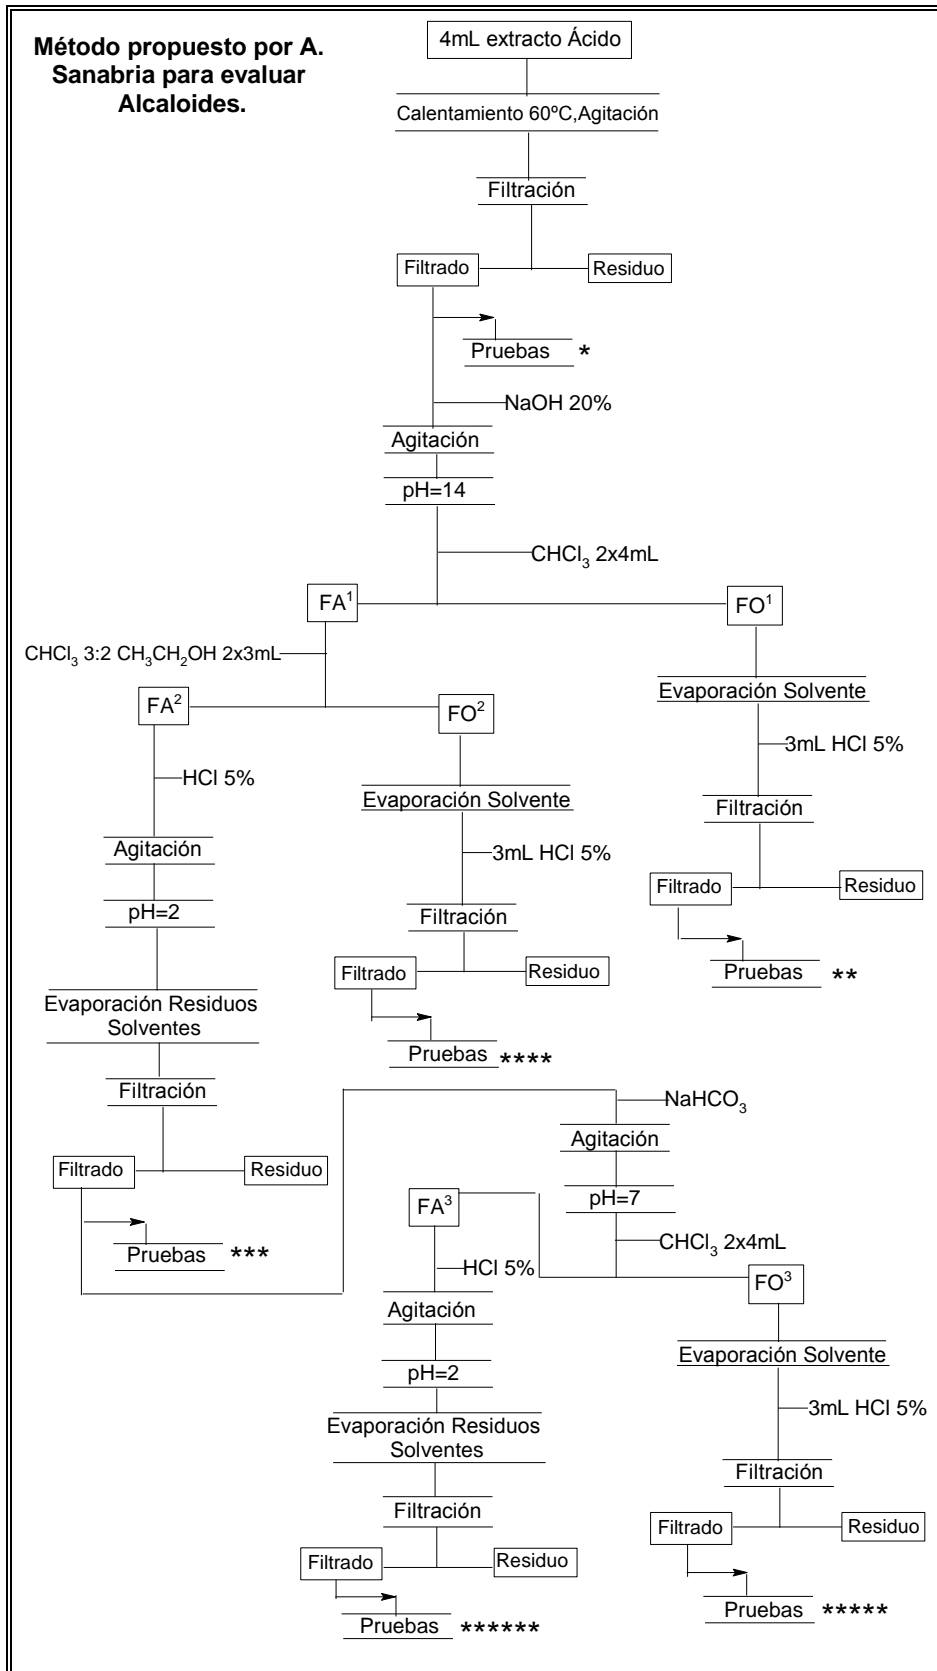 Método propuesto por A.
Sanabria para evaluar
Alcaloides.
4mL extracto Ácido
Calentamiento 60ºC,Agitación
Filtración
Filtrado
Residuo
Pruebas *
NaOH 20%
Agitación
pH=14
CHCl₃ 2x4mL
FA¹
FO¹
CHCl₃ 3:2 CH₃CH₂OH 2x3mL
FA²
FO²
Evaporación Solvente
3mL HCl 5%
Filtración
Filtrado
Residuo
Pruebas **
HCl 5%
Agitación
pH=2
Evaporación Residuos
Solventes
Filtración
Filtrado
Residuo
Pruebas ***
Evaporación Solvente
3mL HCl 5%
Filtración
Filtrado
Residuo
Pruebas ****
NaHCO₃
Agitación
pH=7
CHCl₃ 2x4mL
FA³
FO³
HCl 5%
Agitación
pH=2
Evaporación Residuos
Solventes
Filtración
Filtrado
Residuo
Pruebas ******
Evaporación Solvente
3mL HCl 5%
Filtración
Filtrado
Residuo
Pruebas *****